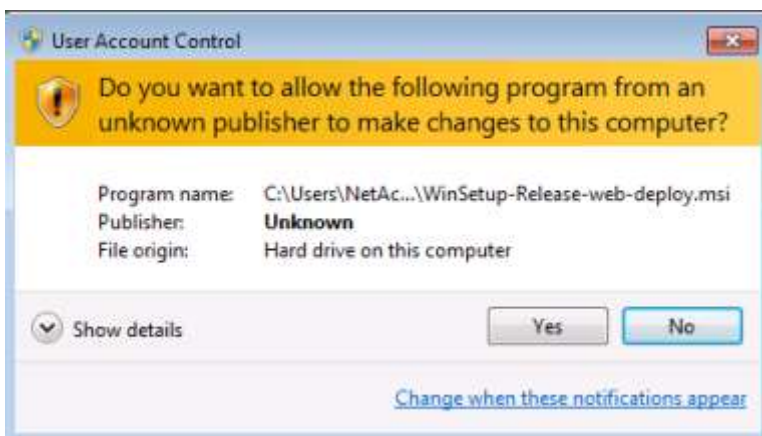 User Account Control
Do you want to allow the following program from an
unknown publisher to make changes to this computer?
Program name: C:\Users\NetAc...\WinSetup-Release-web-deploy.msi
Publisher: Unknown
File origin: Hard drive on this computer
Show details Yes No
Change when these notifications appear